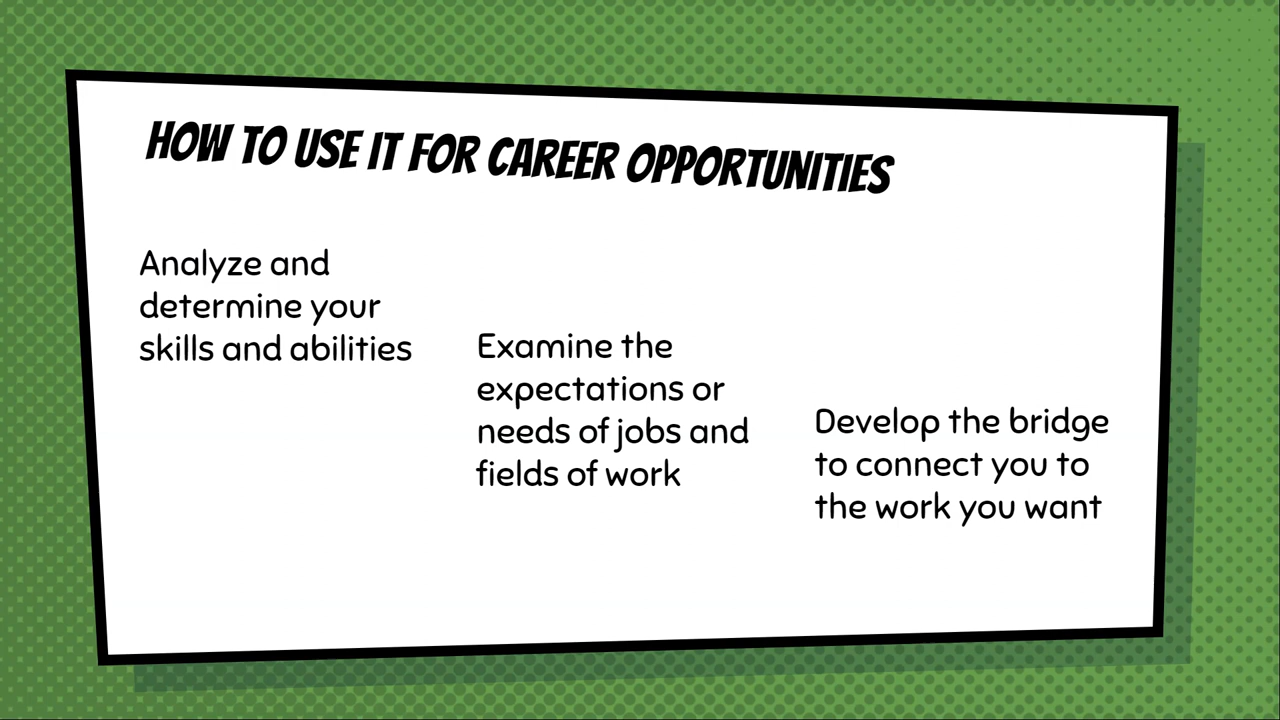 HOW TO USE IT FOR CAREER OPPORTUNITIES
Analyze and
determine your
skills and abilities
Examine the
expectations or
needs of jobs and
fields of work
Develop the bridge
to connect you to
the work you want